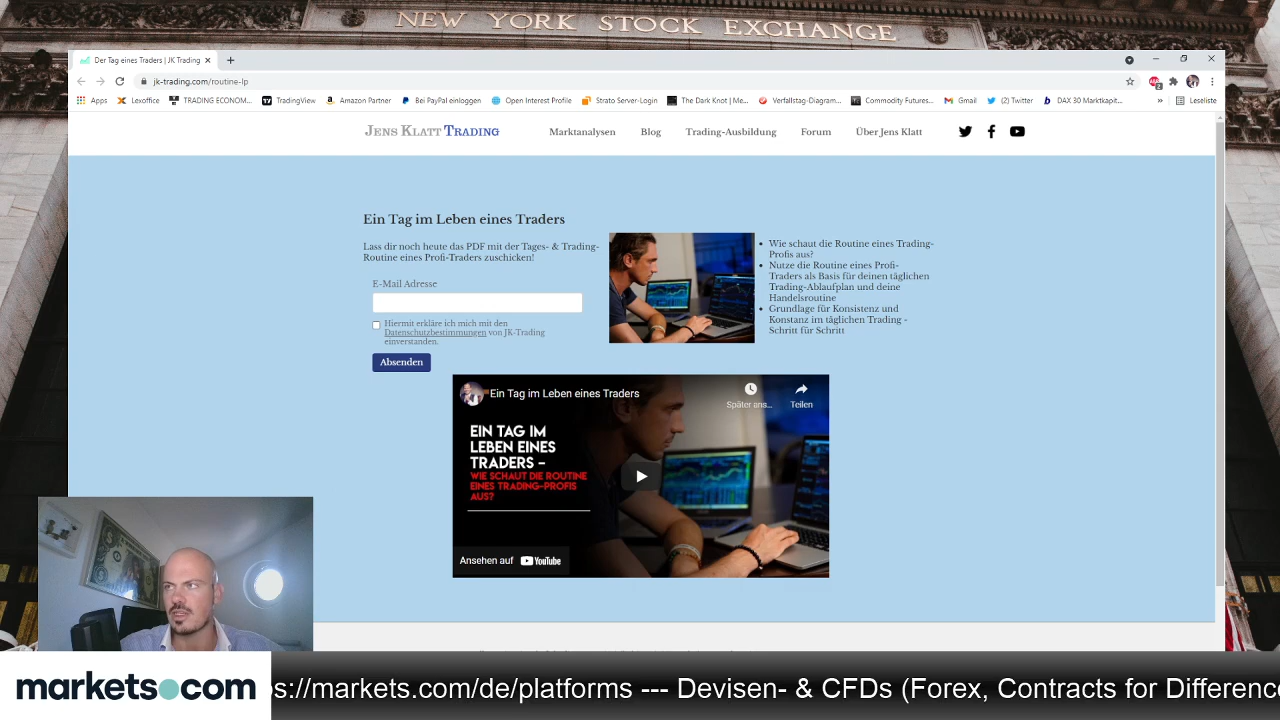 NEW YORK STOCK EXCHANGE
Der Tag eines Traders | JK Trading
jk-trading.com/routine-lp
Apps Lexoffice TRADING ECONOM... TradingView Amazon Partner Bei PayPal einloggen Open Interest Profile Strato Server-Login The Dark Knot | Me... Verfallstag-Diagram... Commodity Futures... Gmail (2) Twitter DAX 30 Marktkapit... » Leseliste
JENS KLATT TRADING Marktanalysen Blog Trading-Ausbildung Forum Über Jens Klatt
Ein Tag im Leben eines Traders
Lass dir noch heute das PDF mit der Tages- & Trading-
Routine eines Profi-Traders zuschicken!
E-Mail Adresse
Hiermit erkläre ich mich mit den
Datenschutzbestimmungen von JK-Trading
einverstanden.
Absenden
Wie schaut die Routine eines Trading-
Profis aus?
Nutze die Routine eines Profi-
Traders als Basis für deinen täglichen
Trading-Ablaufplan und deine
Handelsroutine
Grundlage für Konsistenz und
Konstanz im täglichen Trading -
Schritt für Schritt
Ein Tag im Leben eines Traders
Später ans... Teilen
EIN TAG IM
LEBEN EINES
TRADERS –
WIE SCHAUT DIE ROUTINE
EINES TRADING-PROFIS
AUS?
Ansehen auf YouTube
markets.com
s://markets.com/de/platforms --- Devisen- & CFDs (Forex, Contracts for Difference